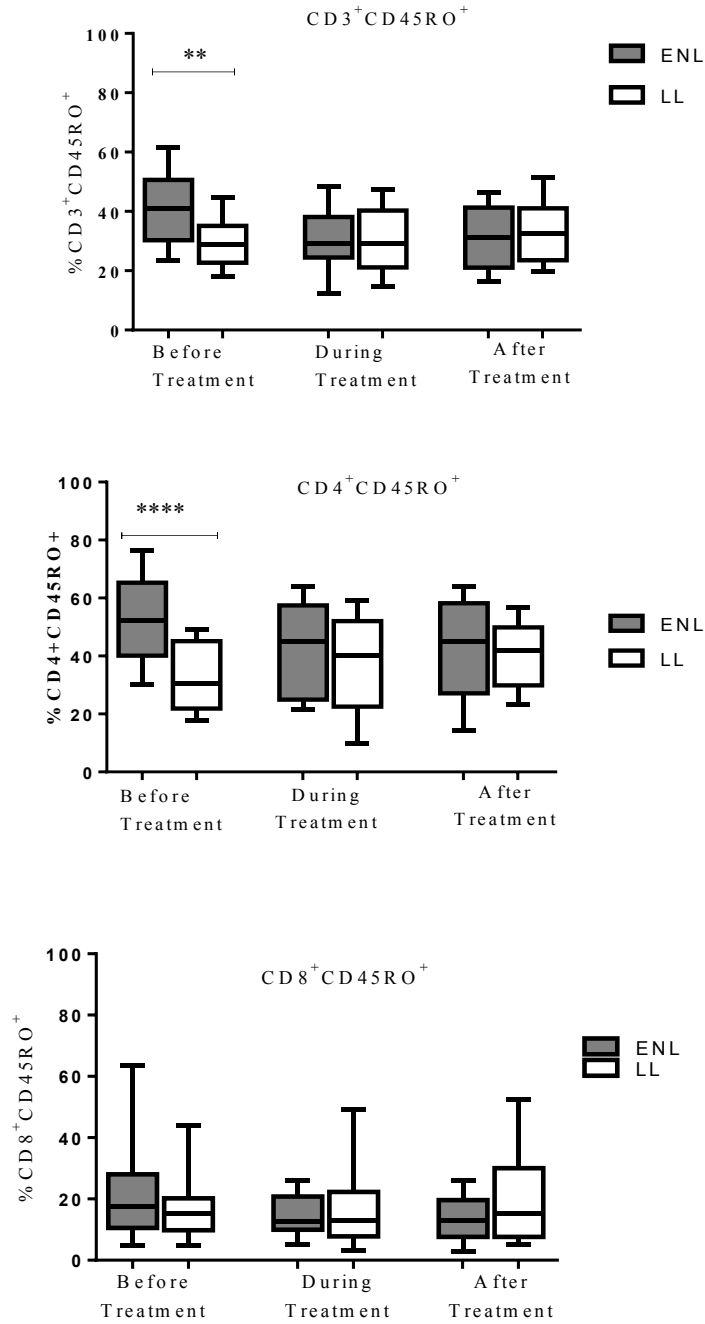 CD3⁺CD45RO⁺
100
80
60
40
20
0
%CD3⁺CD45RO⁺
**
ENL
LL
Before Treatment
During Treatment
After Treatment
CD4⁺CD45RO⁺
100
80
60
40
20
0
%CD4+CD45RO+
****
ENL
LL
Before Treatment
During Treatment
After Treatment
CD8⁺CD45RO⁺
100
80
60
40
20
0
%CD8⁺CD45RO⁺
ENL
LL
Before Treatment
During Treatment
After Treatment